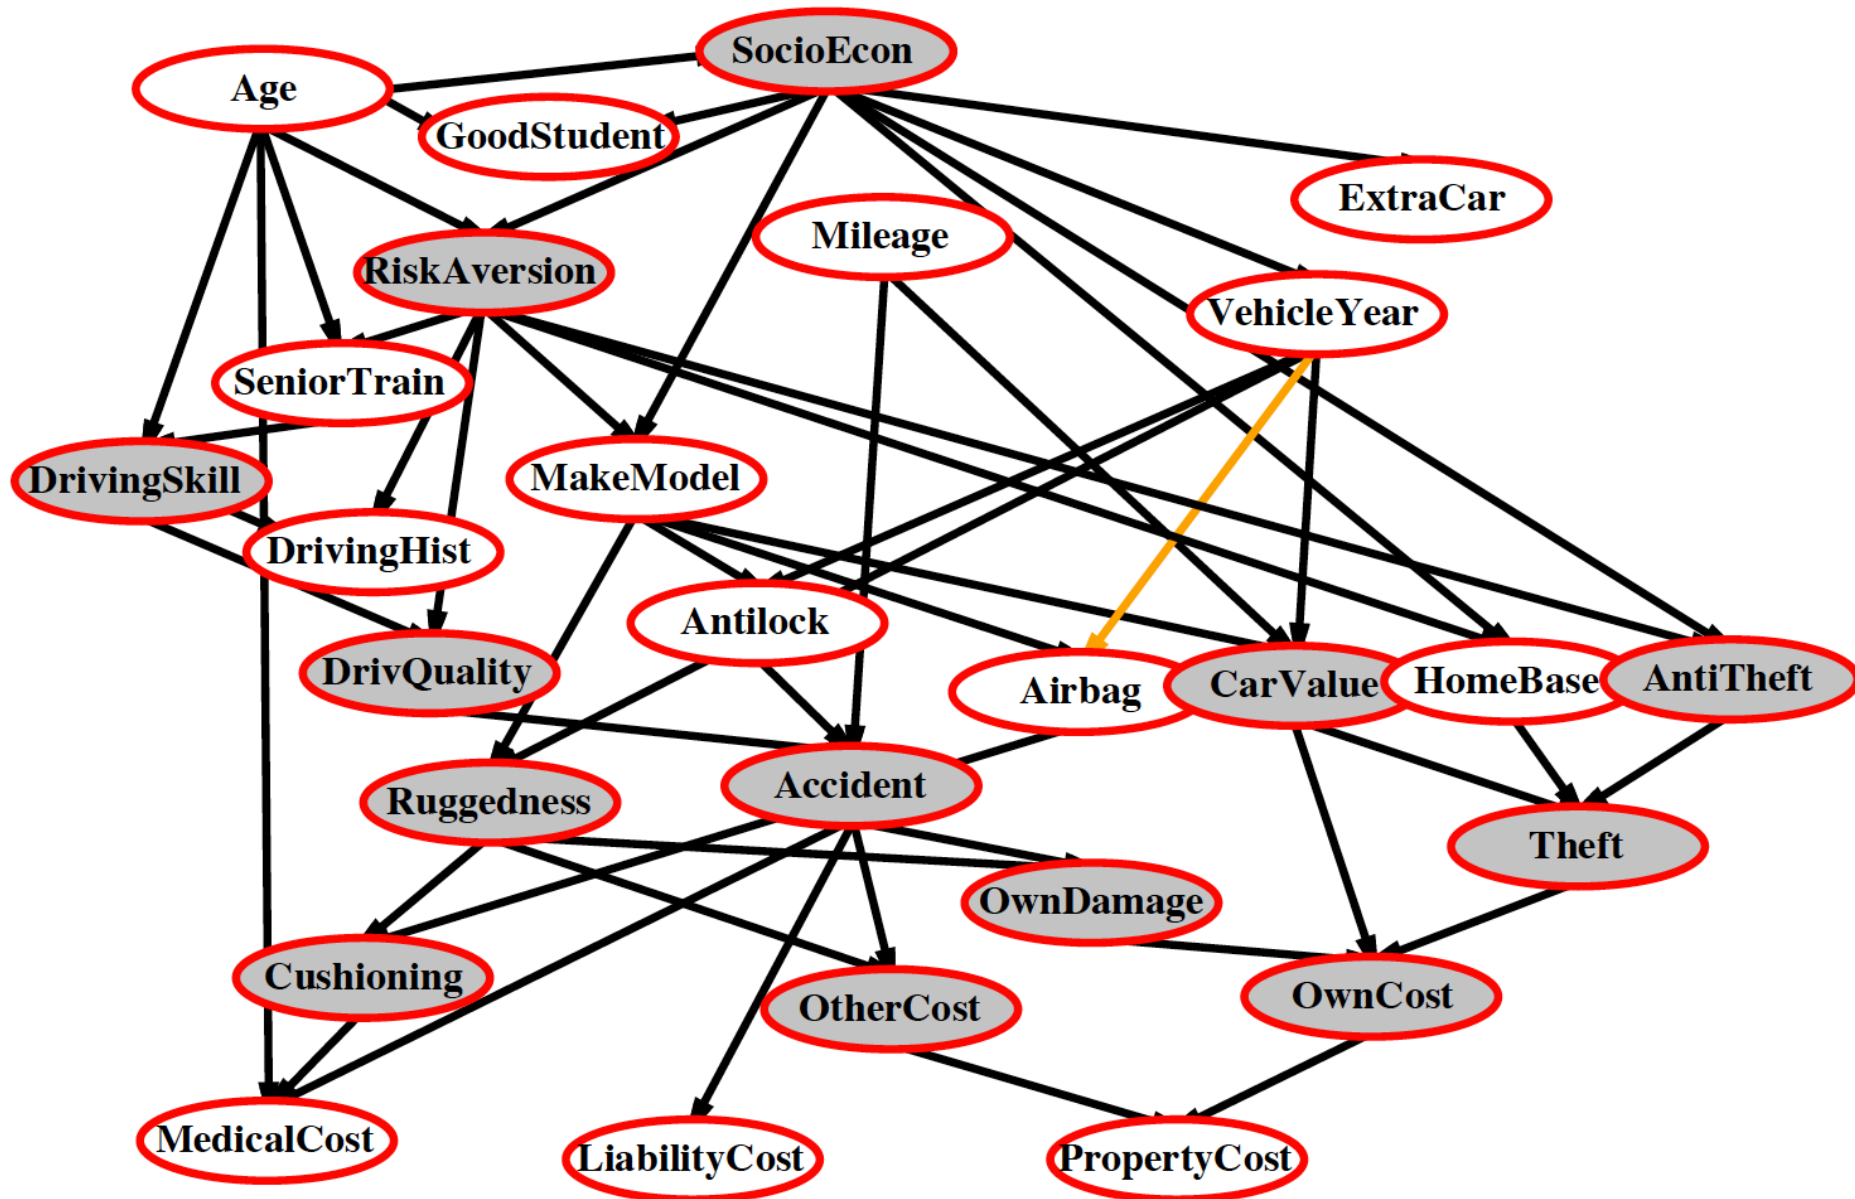 SocioEcon
Age
GoodStudent
ExtraCar
Mileage
RiskAversion
VehicleYear
SeniorTrain
DrivingSkill
MakeModel
DrivingHist
Antilock
DrivQuality
Airbag
CarValue
HomeBase
AntiTheft
Ruggedness
Accident
Theft
OwnDamage
Cushioning
OtherCost
OwnCost
MedicalCost
LiabilityCost
PropertyCost